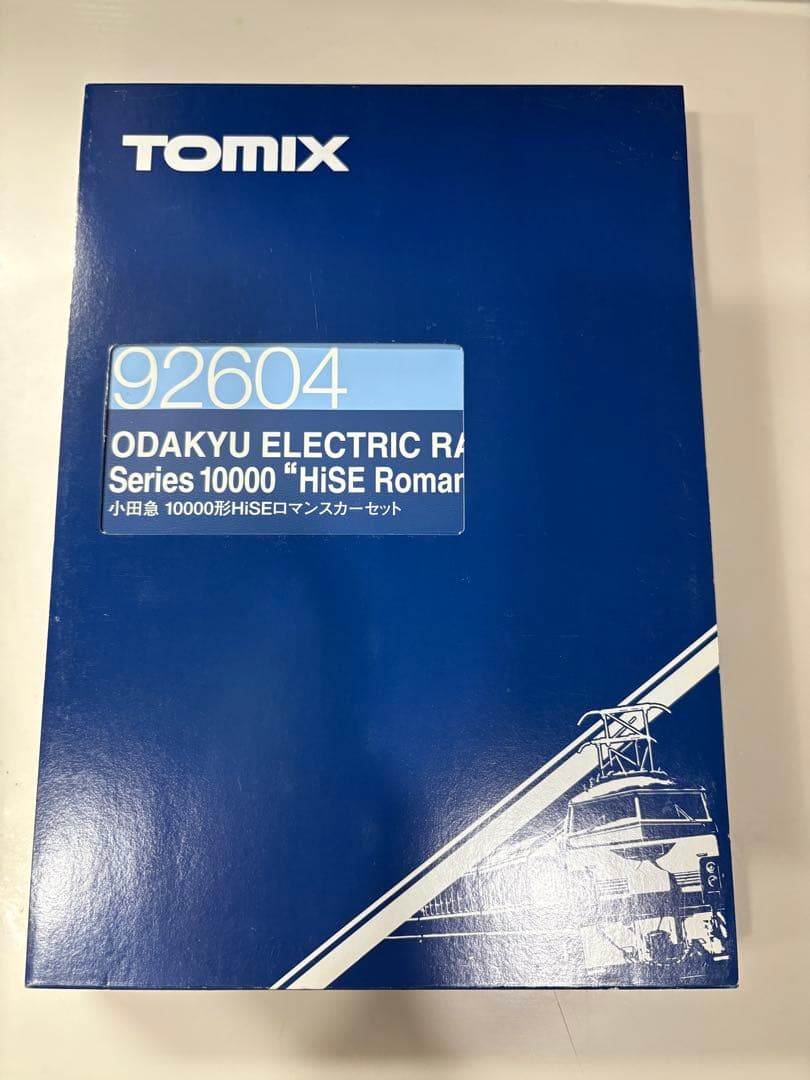 TOMIX
92604
ODAKYU ELECTRIC RA
Series 10000 “HiSE Roman
小田急 10000形HiSEロマンスカーセット